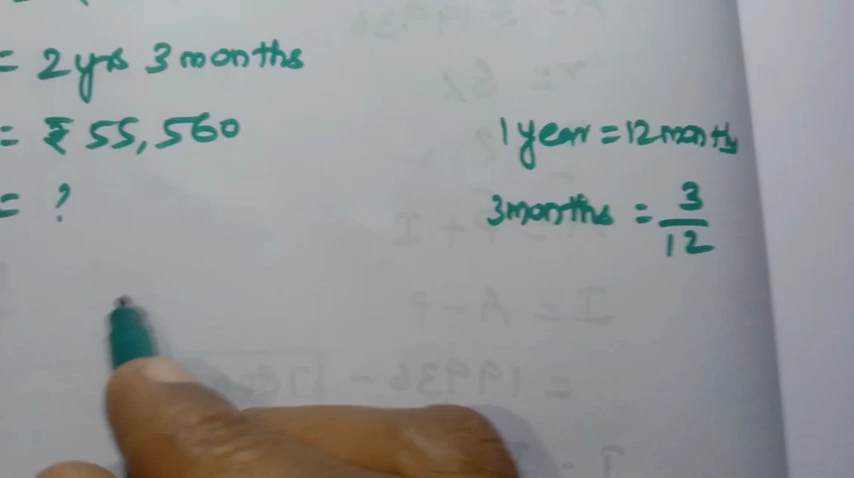 = 2 yrs 3 months
= ₹ 55,560
= ?
1 year = 12 months
3 months = 3/12